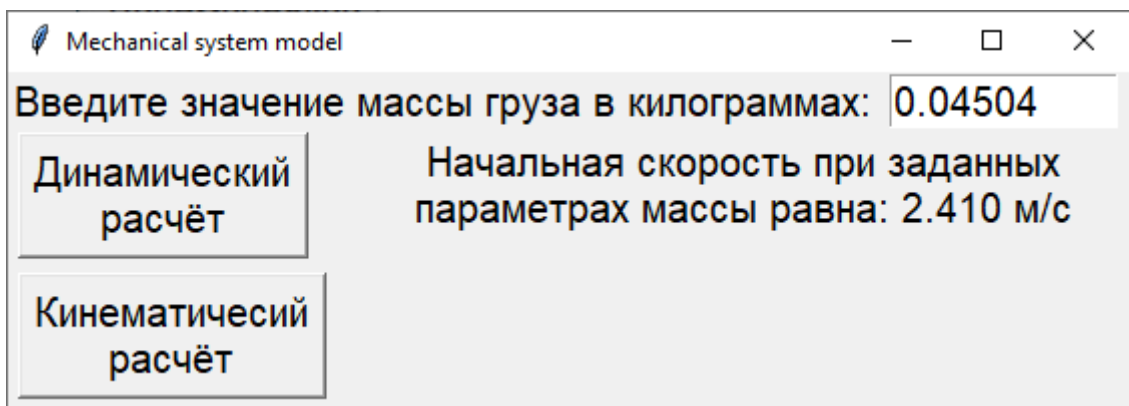 Mechanical system model
Введите значение массы груза в килограммах: 0.04504
Динамический
расчёт
Начальная скорость при заданных
параметрах массы равна: 2.410 м/с
Кинематичесий
расчёт